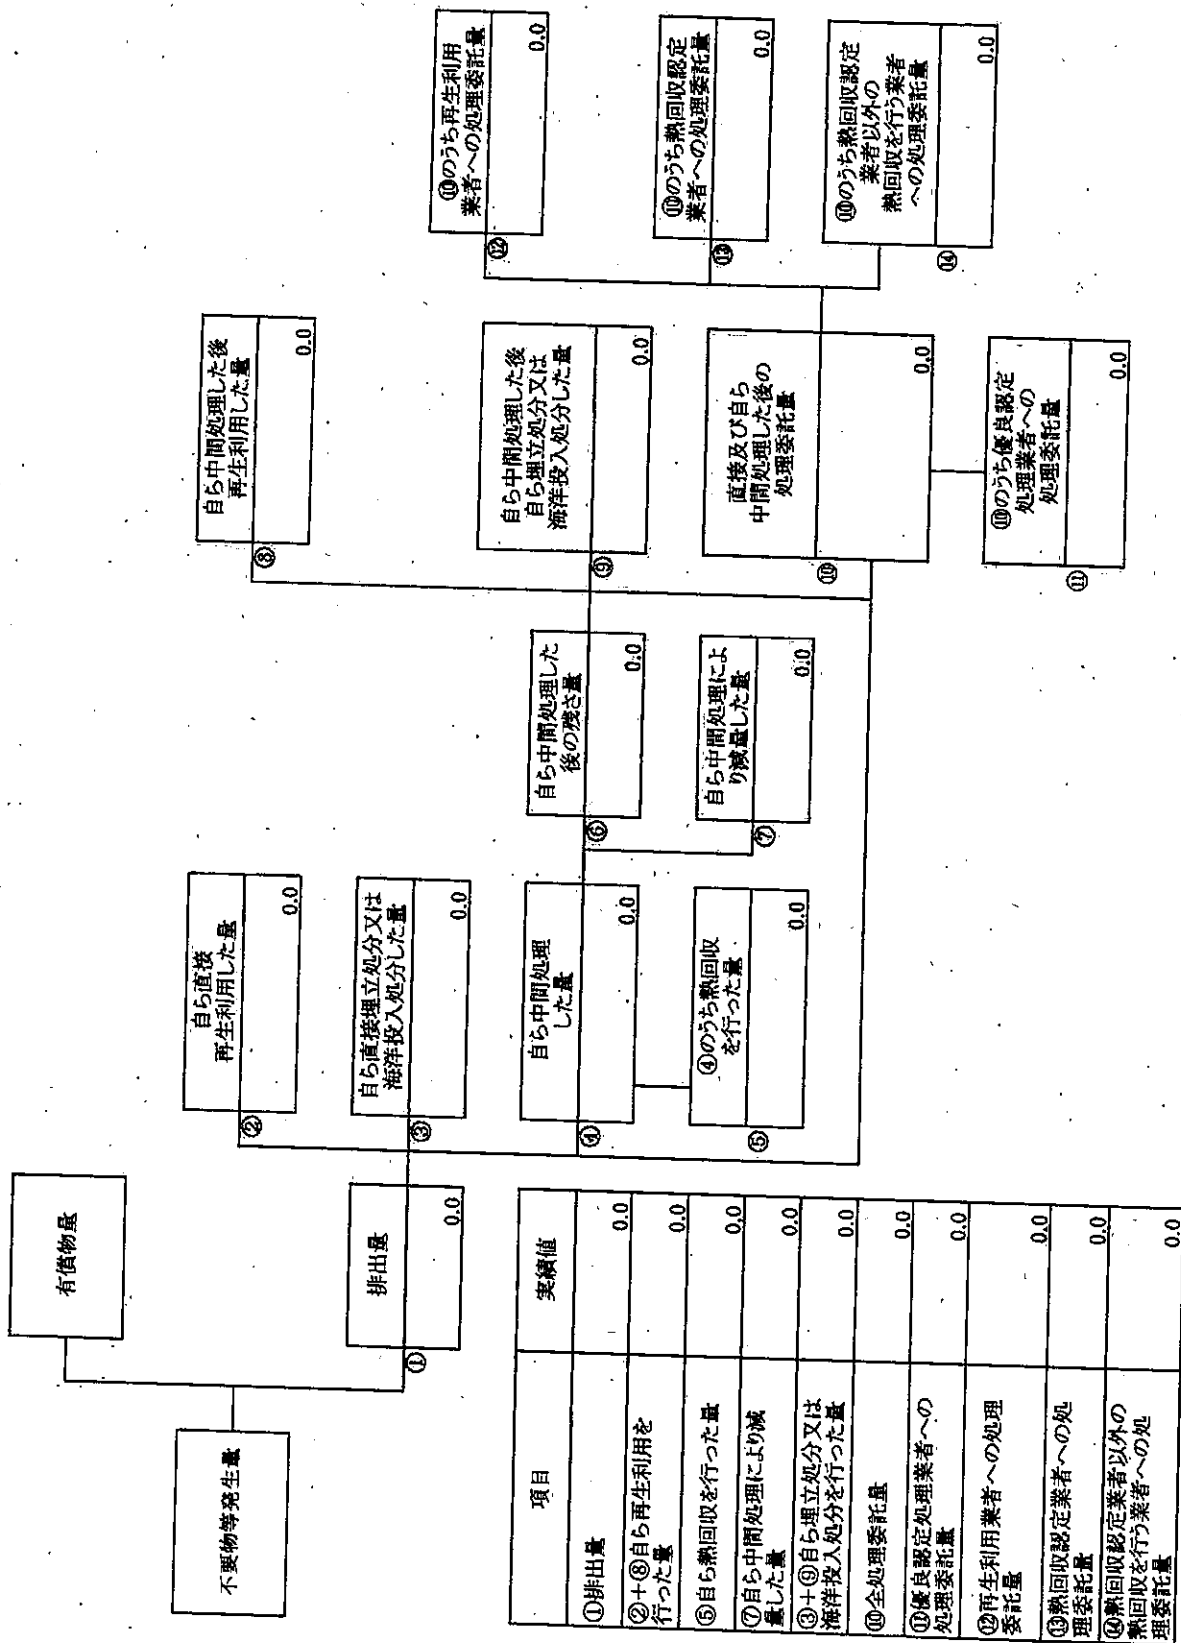 不要物等発生量
有償物量
①
排出量
0.0
②
自ら直接
再生利用した量
0.0
③
自ら直接埋立処分又は
海洋投入処分した量
0.0
④
自ら中間処理
した量
0.0
⑤
④のうち熱回収
を行った量
0.0
⑥
自ら中間処理した
後の残さ量
0.0
⑦
自ら中間処理によ
り減量した量
0.0
⑧
自ら中間処理した後
再生利用した量
0.0
⑨
自ら中間処理した後
自ら埋立処分又は
海洋投入処分した量
0.0
⑩
直接及び自ら
中間処理した後の
処理委託量
0.0
⑪
⑩のうち優良認定
処理業者への
処理委託量
0.0
⑫
⑩のうち再生利用
業者への処理委託量
0.0
⑬
⑩のうち熱回収認定
業者への処理委託量
0.0
⑭
⑩のうち熱回収認定
業者以外の
熱回収を行う業者
への処理委託量
0.0
項目 実績値
①排出量 0.0
②+⑧自ら再生利用を
行った量 0.0
⑤自ら熱回収を行った量 0.0
⑦自ら中間処理により減
量した量 0.0
③+⑨自ら埋立処分又は
海洋投入処分を行った量 0.0
⑩全処理委託量 0.0
⑪優良認定処理業者への
処理委託量 0.0
⑫再生利用業者への処理
委託量 0.0
⑬熱回収認定業者への処
理委託量 0.0
⑭熱回収認定業者以外の
熱回収を行う業者への処
理委託量 0.0